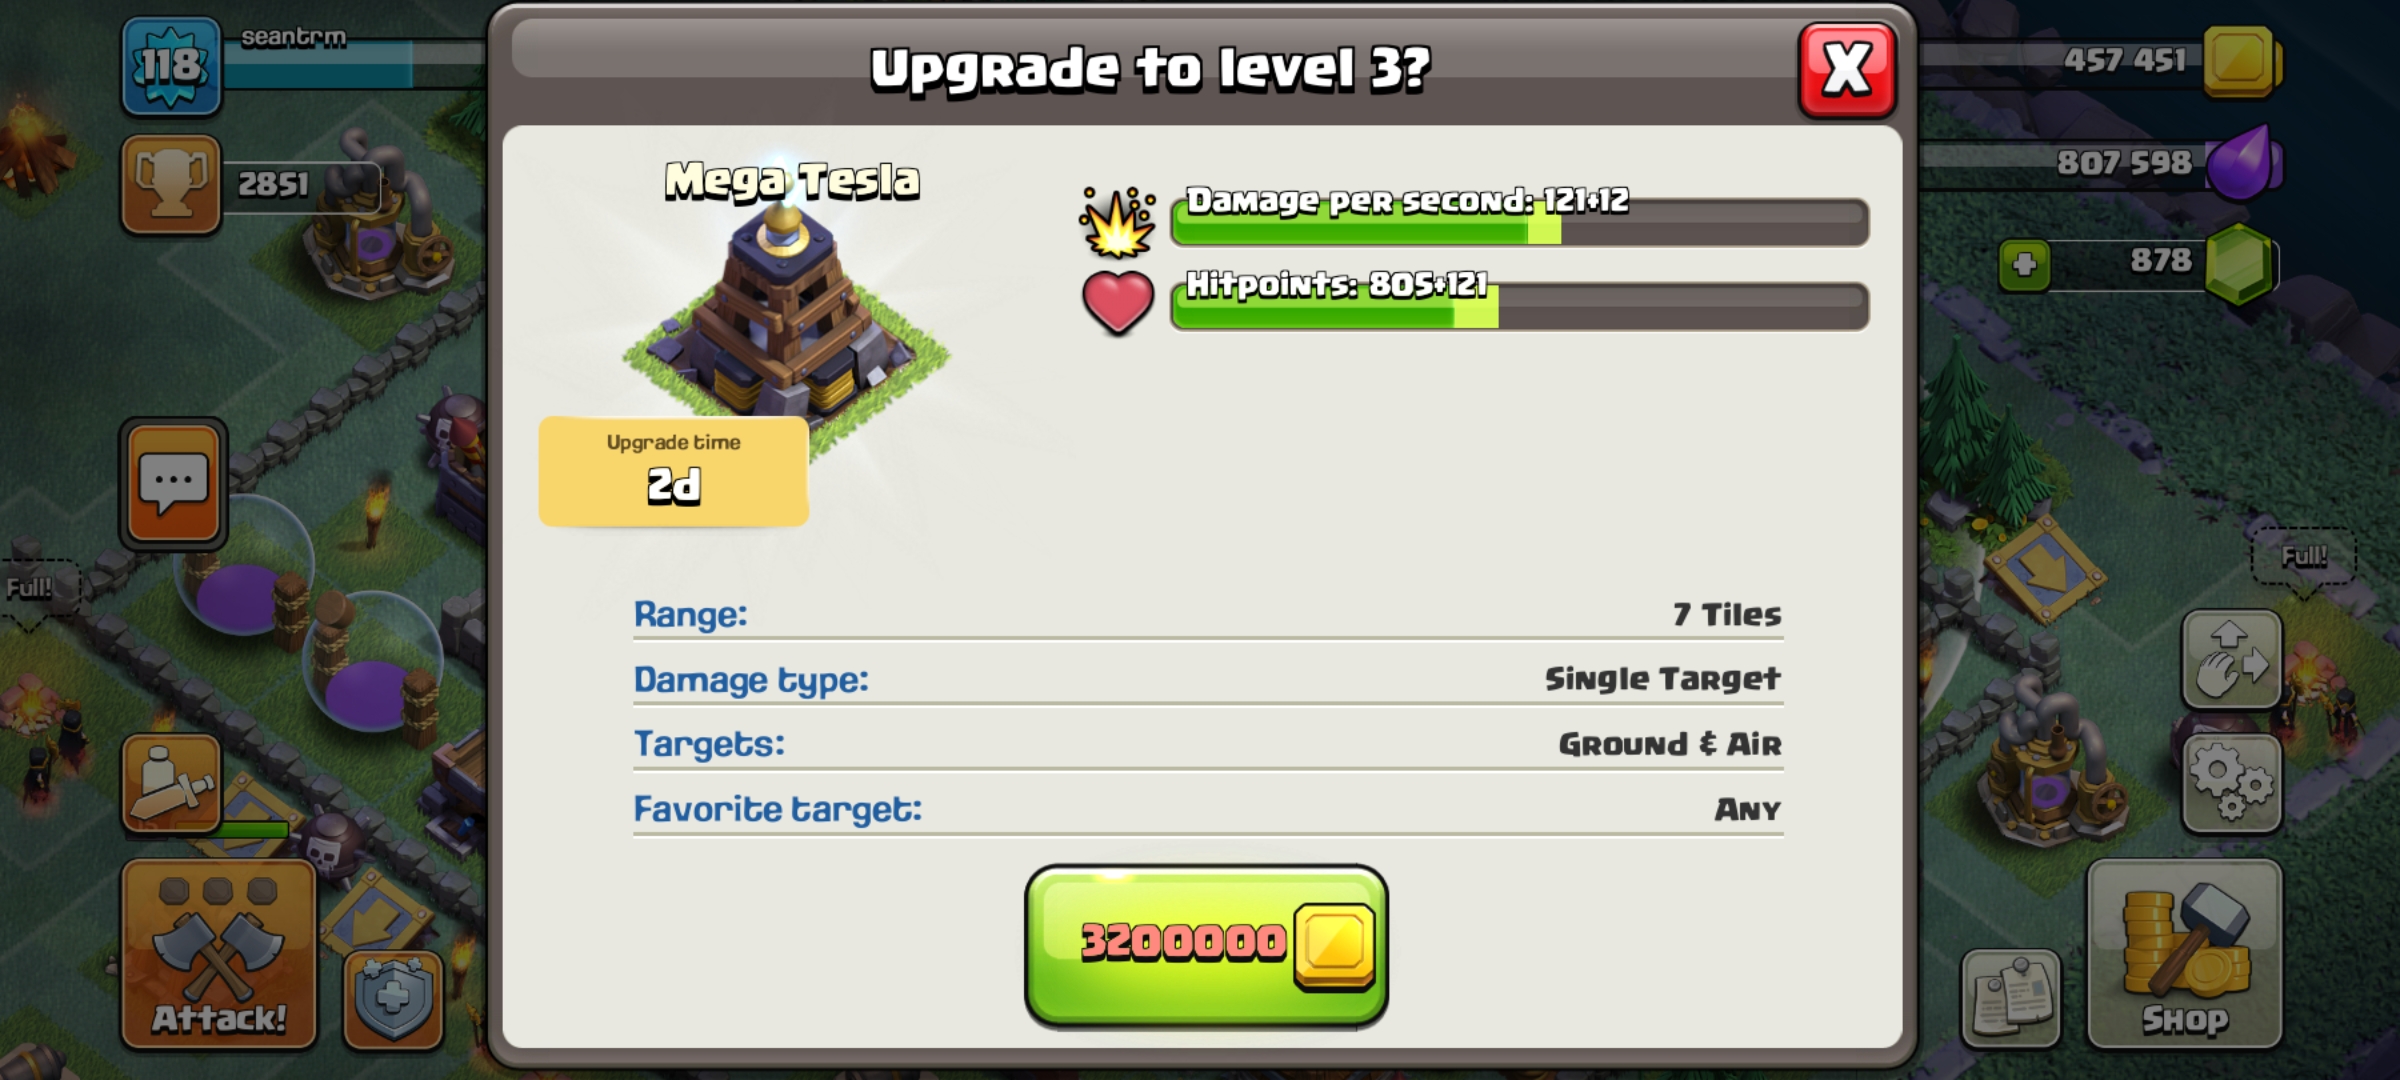 118
seantrm
Upgrade to level 3?
X
457 451
2851
Mega Tesla
Damage per second: 121+12
807 598
Hitpoints: 805+121
878
Upgrade time
2d
Full!
Full!
Range:
7 Tiles
Damage type:
Single Target
Targets:
Ground & Air
Favorite target:
Any
3200000
Attack!
Shop